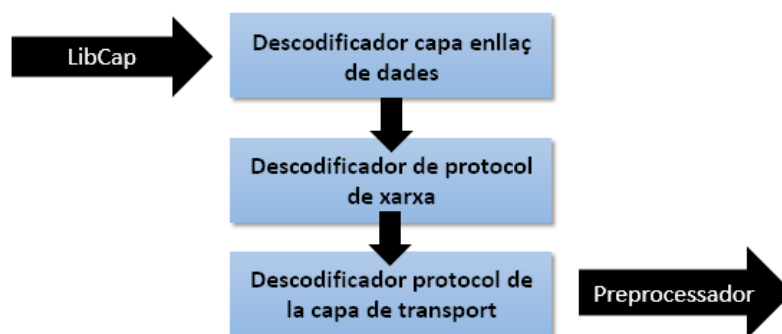 LibCap
Descodificador capa enllaç
de dades
Descodificador de protocol
de xarxa
Descodificador protocol de
la capa de transport
Preprocessador